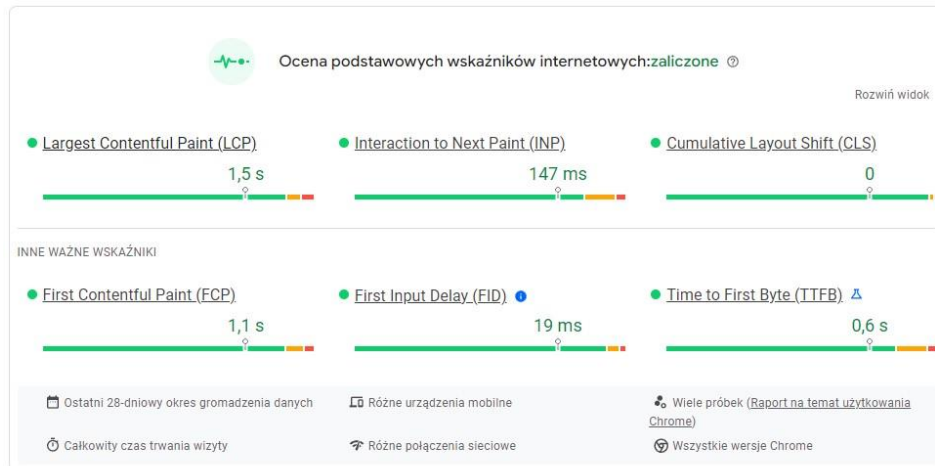 Ocena podstawowych wskaźników internetowych:zaliczone
Rozwiń widok
Largest Contentful Paint (LCP)
1,5 s
Interaction to Next Paint (INP)
147 ms
Cumulative Layout Shift (CLS)
0
INNE WAŻNE WSKAŹNIKI
First Contentful Paint (FCP)
1,1 s
First Input Delay (FID)
19 ms
Time to First Byte (TTFB)
0,6 s
Ostatni 28-dniowy okres gromadzenia danych
Różne urządzenia mobilne
Wiele próbek (Raport na temat użytkowania
Chrome)
Całkowity czas trwania wizyty
Różne połączenia sieciowe
Wszystkie wersje Chrome